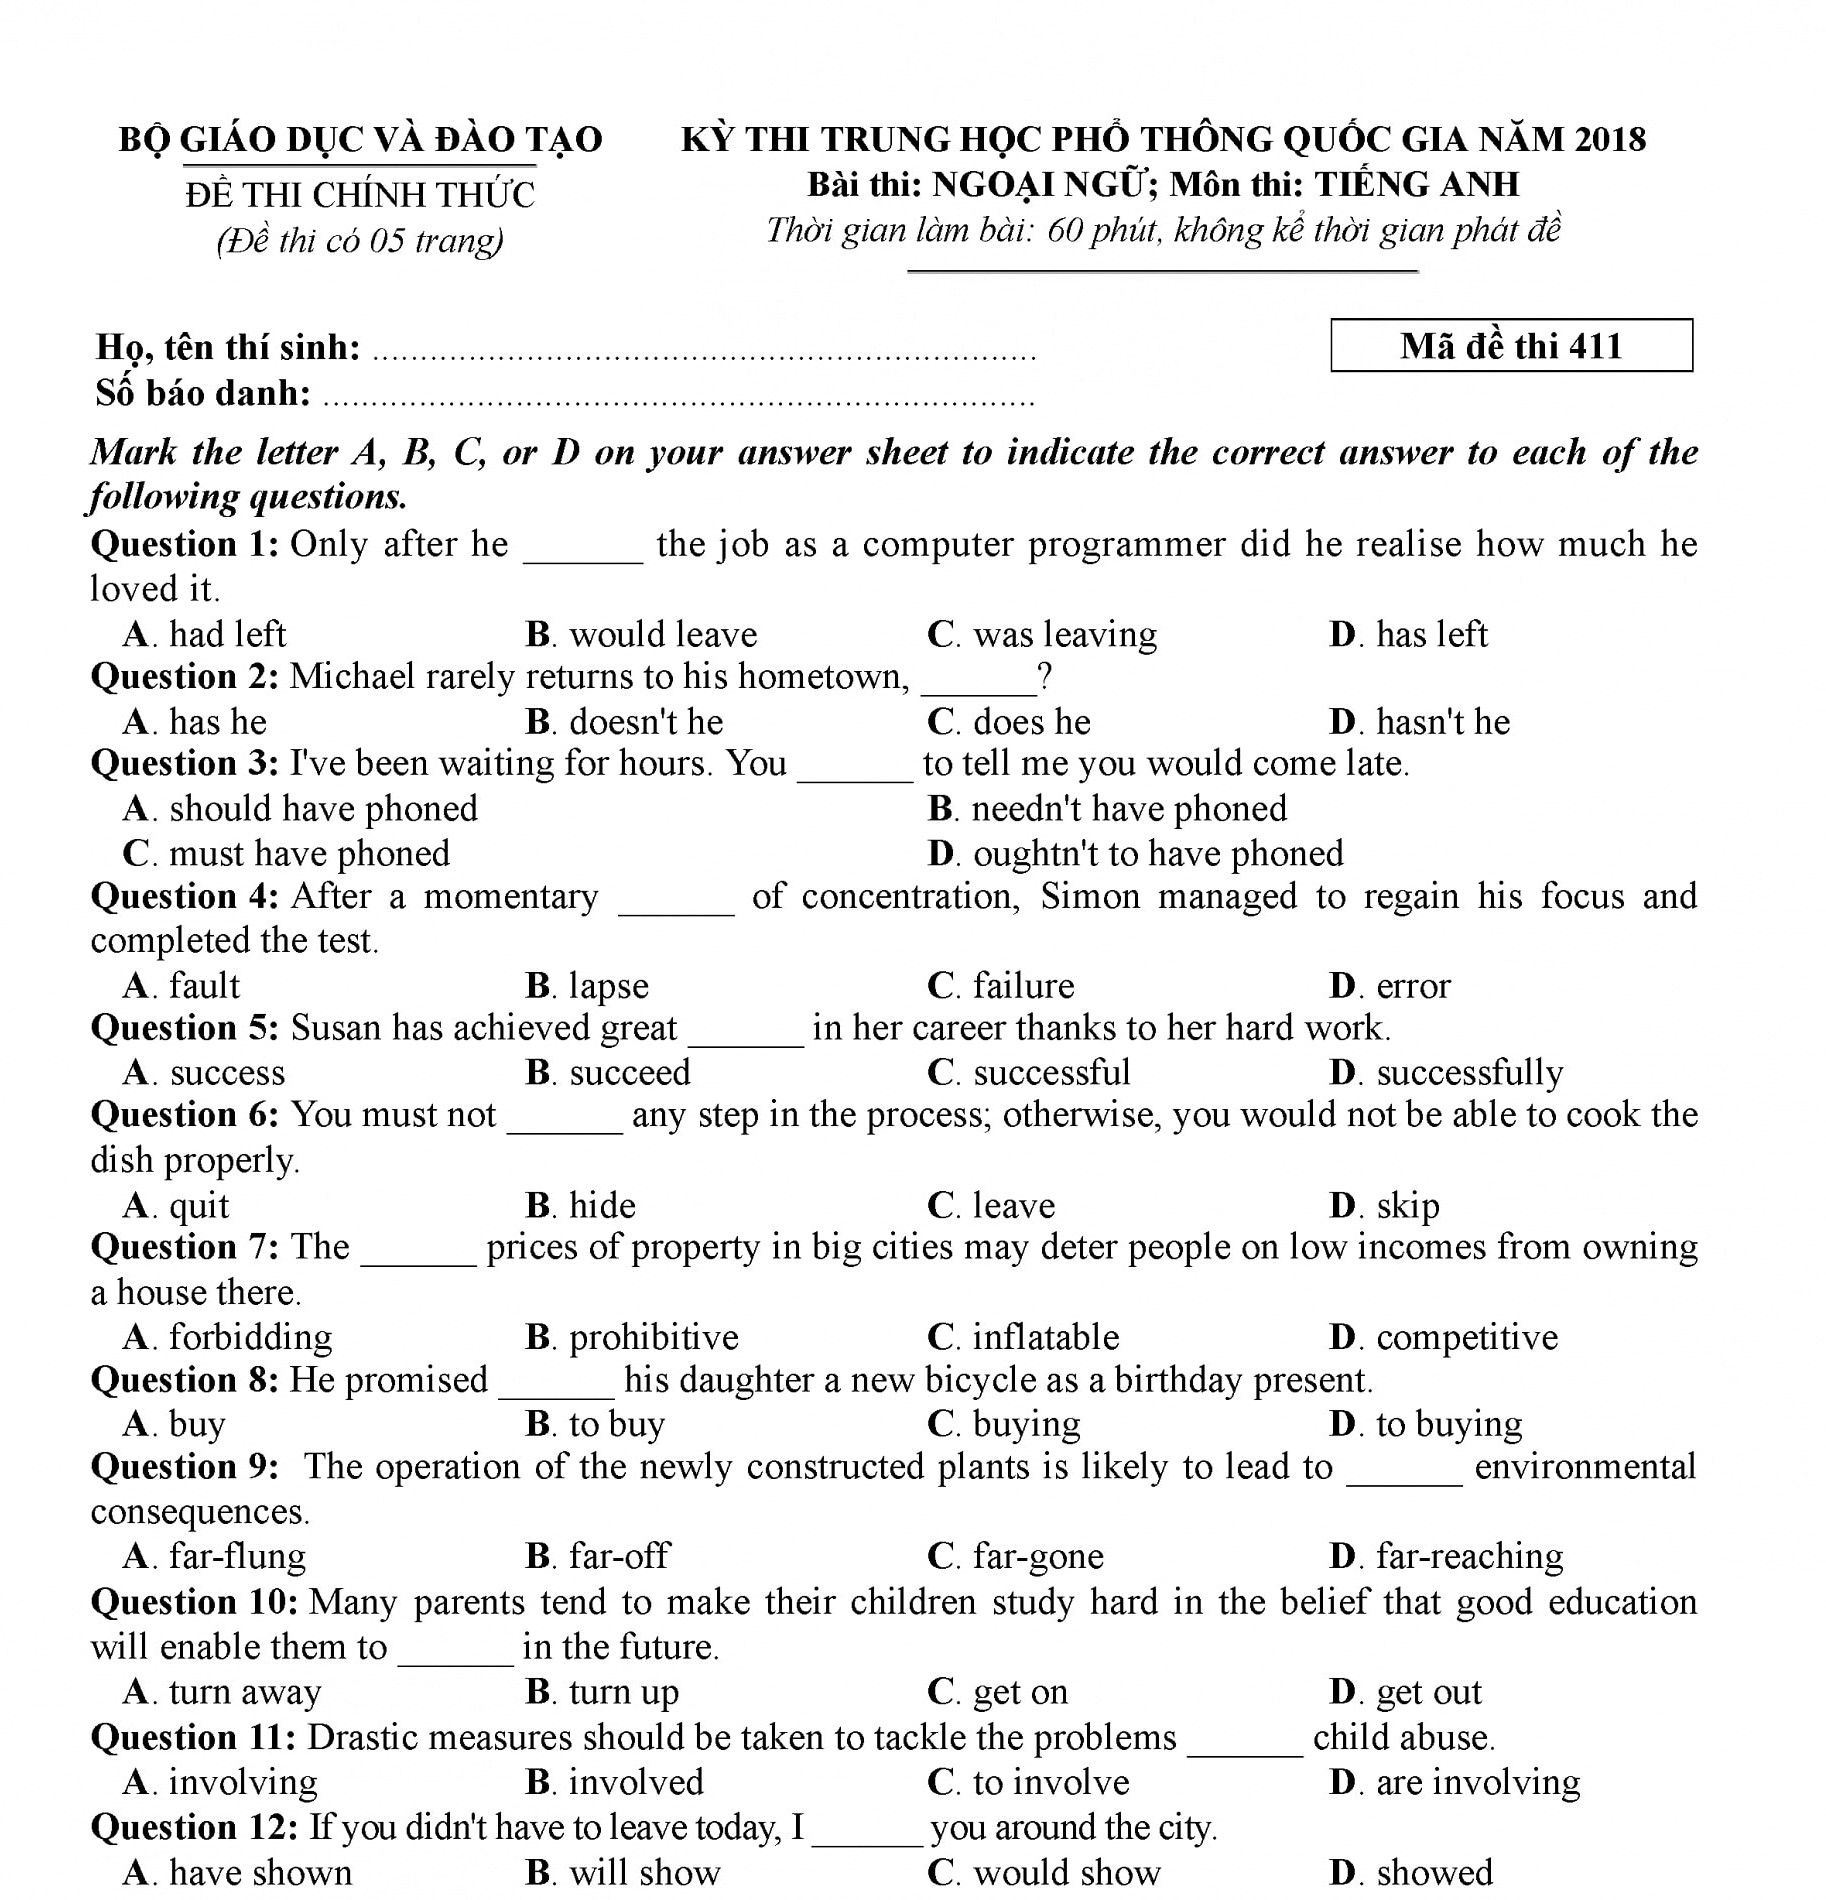 BỘ GIÁO DỤC VÀ ĐÀO TẠO
ĐỀ THI CHÍNH THỨC
(Đề thi có 05 trang)
KỲ THI TRUNG HỌC PHỔ THÔNG QUỐC GIA NĂM 2018
Bài thi: NGOẠI NGỮ; Môn thi: TIẾNG ANH
Thời gian làm bài: 60 phút, không kể thời gian phát đề
Họ, tên thí sinh: ........................................................................
Số báo danh: .............................................................................
Mã đề thi 411
Mark the letter A, B, C, or D on your answer sheet to indicate the correct answer to each of the
following questions.
Question 1: Only after he ______ the job as a computer programmer did he realise how much he
loved it.
A. had left B. would leave C. was leaving D. has left
Question 2: Michael rarely returns to his hometown, ______?
A. has he B. doesn't he C. does he D. hasn't he
Question 3: I've been waiting for hours. You ______ to tell me you would come late.
A. should have phoned B. needn't have phoned
C. must have phoned D. oughtn't to have phoned
Question 4: After a momentary ______ of concentration, Simon managed to regain his focus and
completed the test.
A. fault B. lapse C. failure D. error
Question 5: Susan has achieved great ______ in her career thanks to her hard work.
A. success B. succeed C. successful D. successfully
Question 6: You must not ______ any step in the process; otherwise, you would not be able to cook the
dish properly.
A. quit B. hide C. leave D. skip
Question 7: The ______ prices of property in big cities may deter people on low incomes from owning
a house there.
A. forbidding B. prohibitive C. inflatable D. competitive
Question 8: He promised ______ his daughter a new bicycle as a birthday present.
A. buy B. to buy C. buying D. to buying
Question 9: The operation of the newly constructed plants is likely to lead to ______ environmental
consequences.
A. far-flung B. far-off C. far-gone D. far-reaching
Question 10: Many parents tend to make their children study hard in the belief that good education
will enable them to ______ in the future.
A. turn away B. turn up C. get on D. get out
Question 11: Drastic measures should be taken to tackle the problems ______ child abuse.
A. involving B. involved C. to involve D. are involving
Question 12: If you didn't have to leave today, I ______ you around the city.
A. have shown B. will show C. would show D. showed